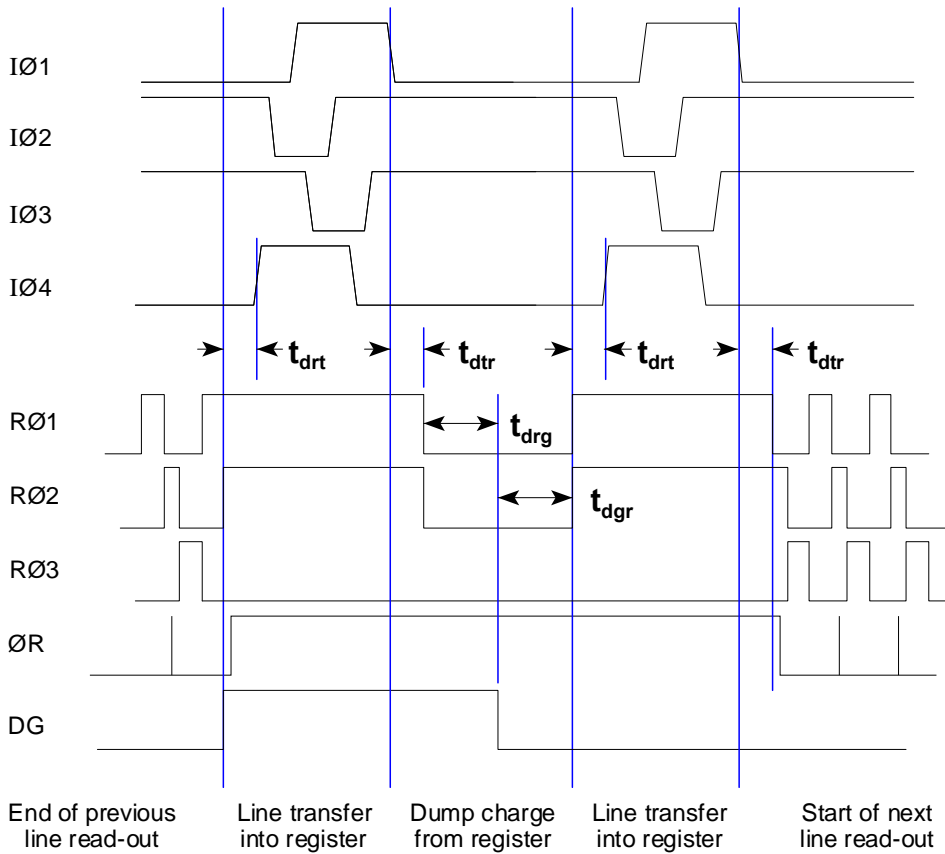 IØ1
IØ2
IØ3
IØ4
tdrt
tdtr
tdrt
tdtr
RØ1
tdrg
RØ2
tdgr
RØ3
ØR
DG
End of previous
line read-out
Line transfer
into register
Dump charge
from register
Line transfer
into register
Start of next
line read-out